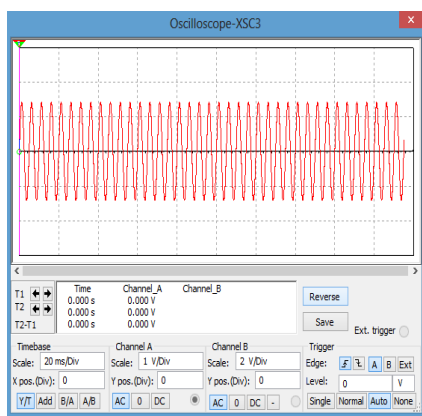 Oscilloscope-XSC3
x
T1
T2
T2-T1
Time Channel_A Channel_B
0.000 s 0.000 V
0.000 s 0.000 V
0.000 s 0.000 V
Reverse
Save
Ext. trigger
Timebase
Scale: 20 ms/Div
X pos.(Div): 0
Y/T Add B/A A/B
Channel A
Scale: 1 V/Div
Y pos.(Div): 0
AC 0 DC
Channel B
Scale: 2 V/Div
Y pos.(Div): 0
AC 0 DC -
Trigger
Edge: A B Ext
Level: 0 V
Single Normal Auto None